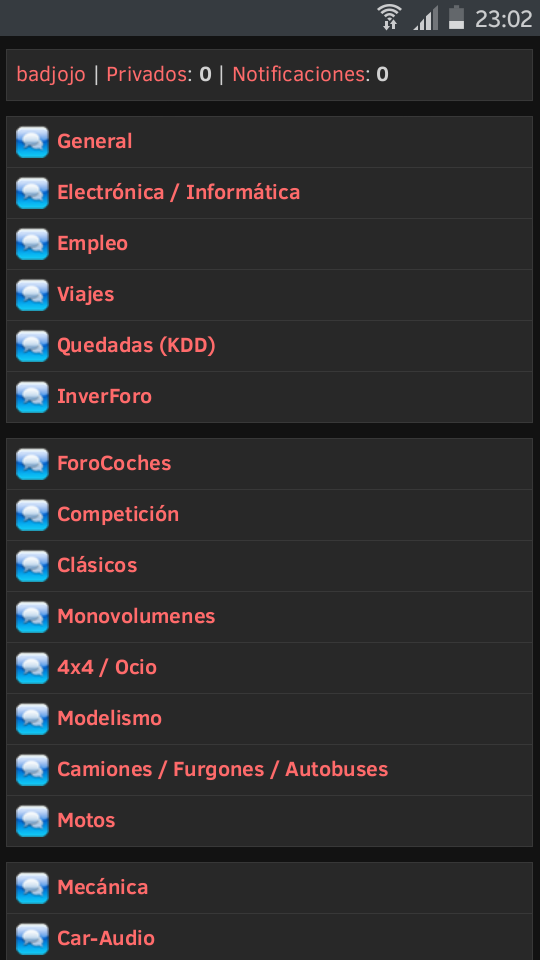 23:02
badjojo | Privados: 0 | Notificaciones: 0
General
Electrónica / Informática
Empleo
Viajes
Quedadas (KDD)
InverForo
ForoCoches
Competición
Clásicos
Monovolumenes
4x4 / Ocio
Modelismo
Camiones / Furgones / Autobuses
Motos
Mecánica
Car-Audio